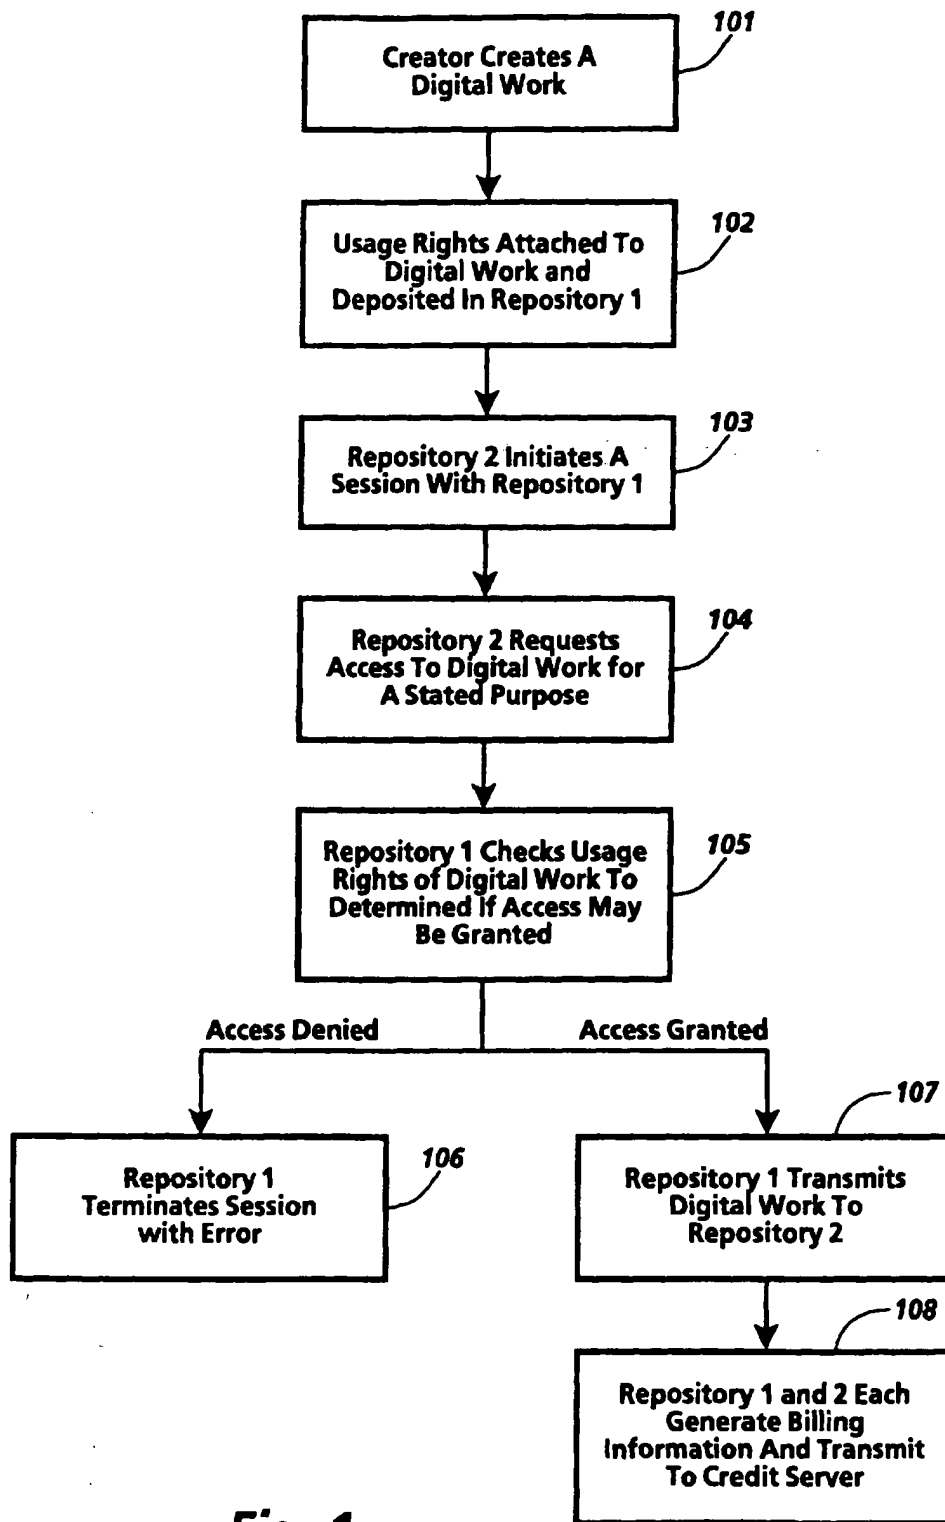 101
Creator Creates A
Digital Work
102
Usage Rights Attached To
Digital Work and
Deposited In Repository 1
103
Repository 2 Initiates A
Session With Repository 1
104
Repository 2 Requests
Access To Digital Work for
A Stated Purpose
105
Repository 1 Checks Usage
Rights of Digital Work To
Determined If Access May
Be Granted
Access Denied
Access Granted
107
106
Repository 1
Terminates Session
with Error
Repository 1 Transmits
Digital Work To
Repository 2
108
Repository 1 and 2 Each
Generate Billing
Information And Transmit
To Credit Server
Fig. 1